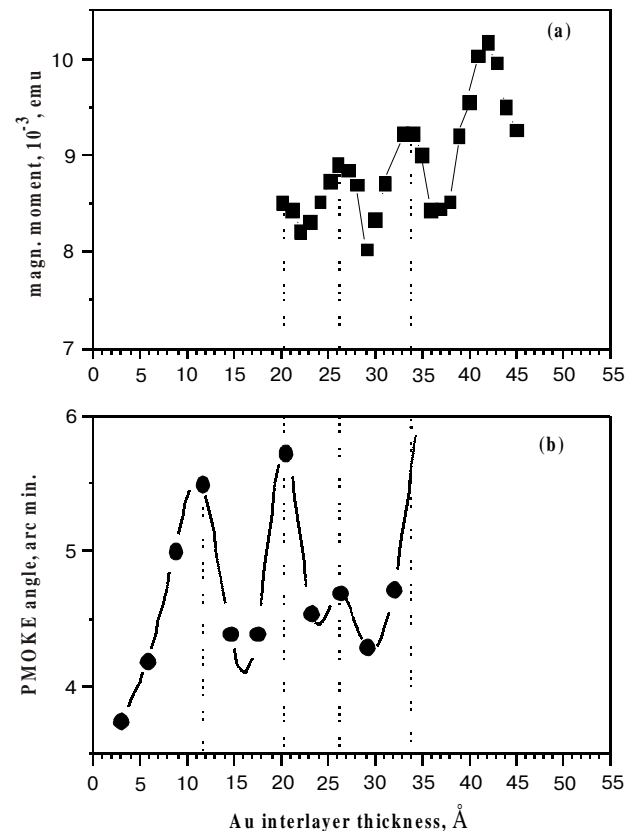 (a)
magn. moment, 10⁻³, emu
10
9
8
7
0 5 10 15 20 25 30 35 40 45 55
(b)
PMOKE angle, arc min.
6
5
4
0 5 10 15 20 25 30 35 40 45 55
Au interlayer thickness, Å